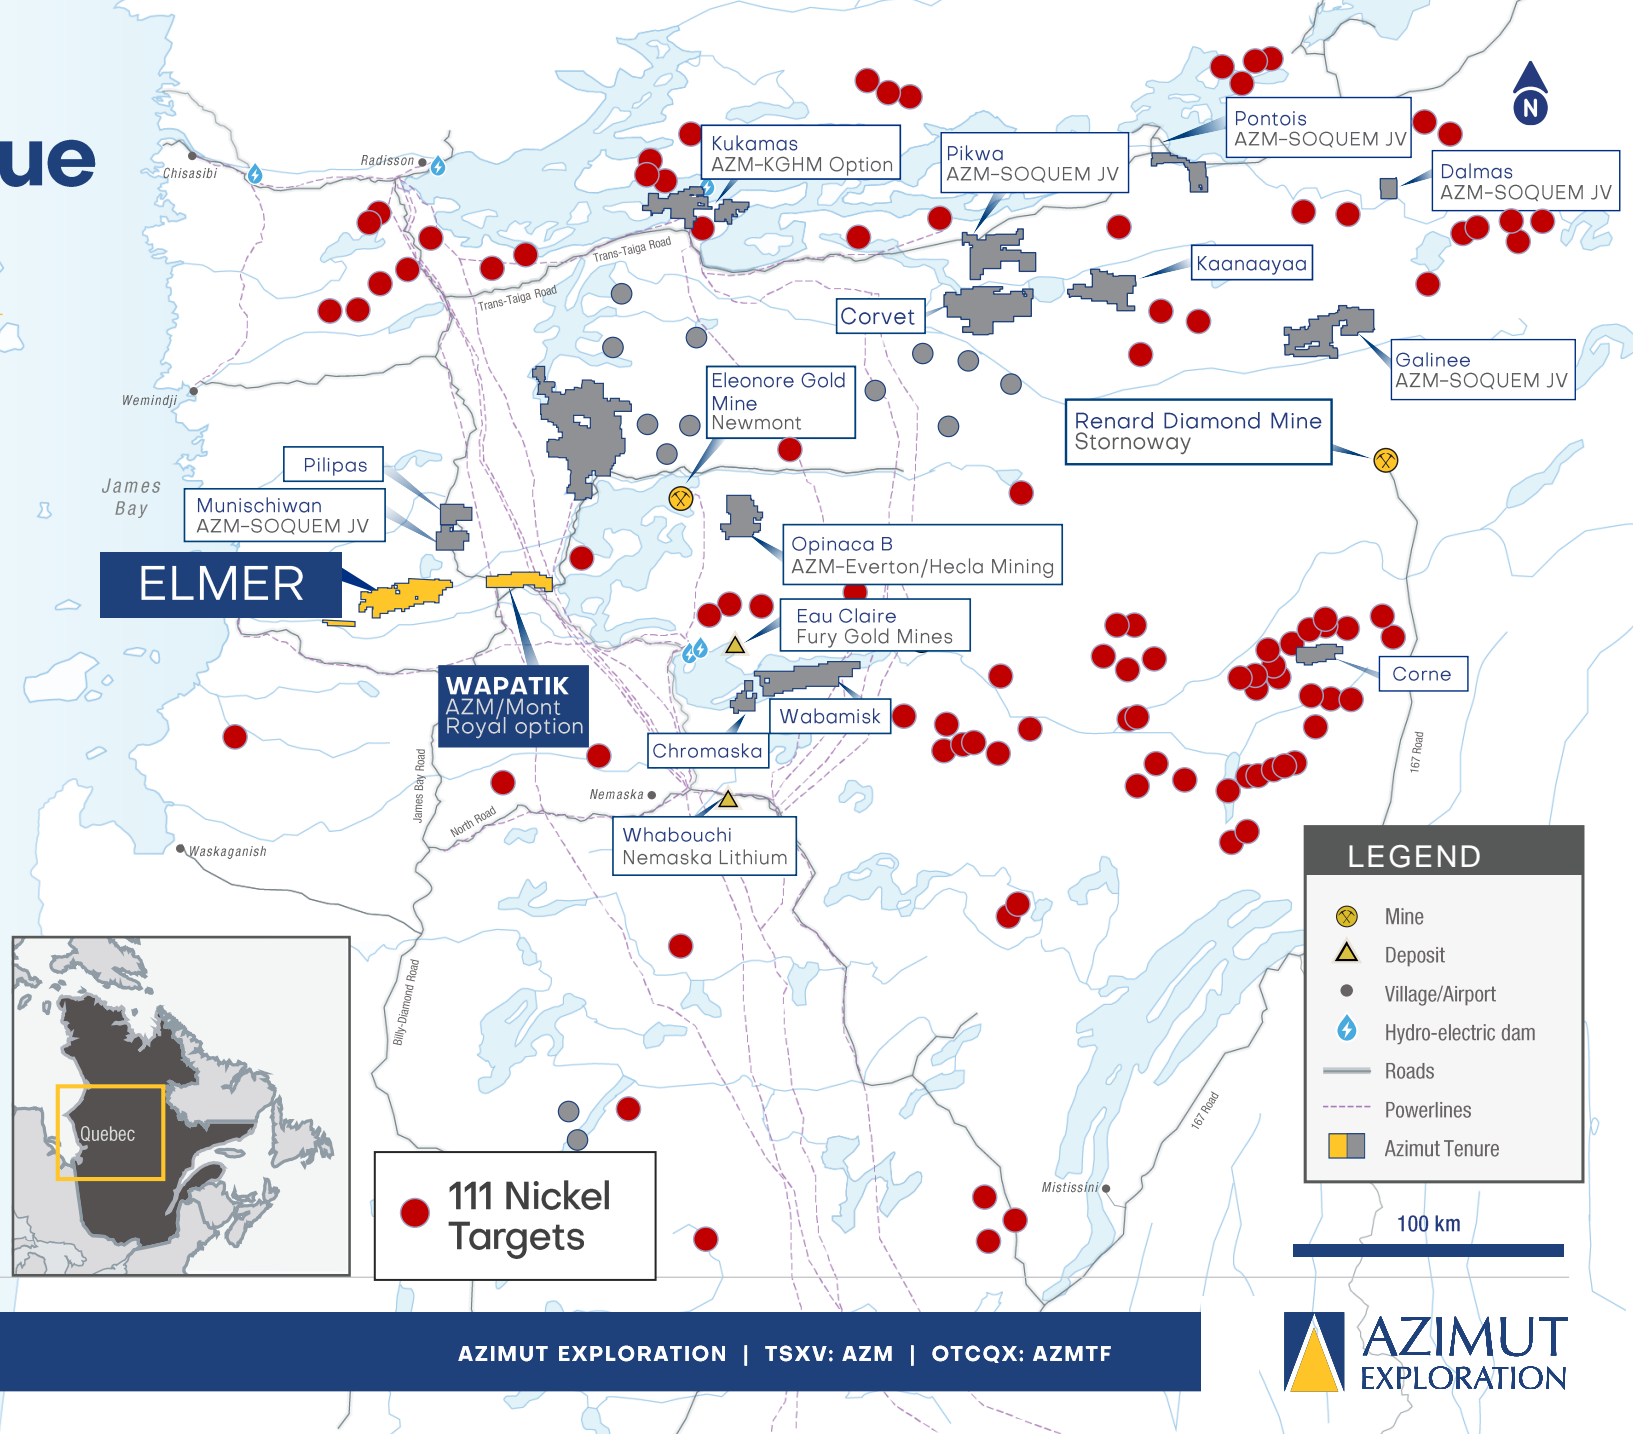 ue
Chisasibi
Radisson
Kukamas
AZM-KGHM Option
Pikwa
AZM-SOQUEM JV
Pontois
AZM-SOQUEM JV
N
Dalmas
AZM-SOQUEM JV
Trans-Taiga Road
Trans-Taiga Road
Kaanaayaa
Corvet
Galinee
AZM-SOQUEM JV
Wemindji
Eleonore Gold
Mine
Newmont
Renard Diamond Mine
Stornoway
Pilipas
James
Bay
Munischiwan
AZM-SOQUEM JV
ELMER
Opinaca B
AZM-Everton/Hecla Mining
Eau Claire
Fury Gold Mines
Corne
WAPATIK
AZM/Mont
Royal option
Wabamisk
Chromaska
James Bay Road
167 Road
Nemaska
North Road
Whabouchi
Nemaska Lithium
Waskaganish
Billy-Diamond Road
LEGEND
Mine
Deposit
Village/Airport
Hydro-electric dam
Roads
Powerlines
Azimut Tenure
Quebec
167 Road
Mistissini
111 Nickel
Targets
100 km
AZIMUT EXPLORATION | TSXV: AZM | OTCQX: AZMTF
AZIMUT
EXPLORATION